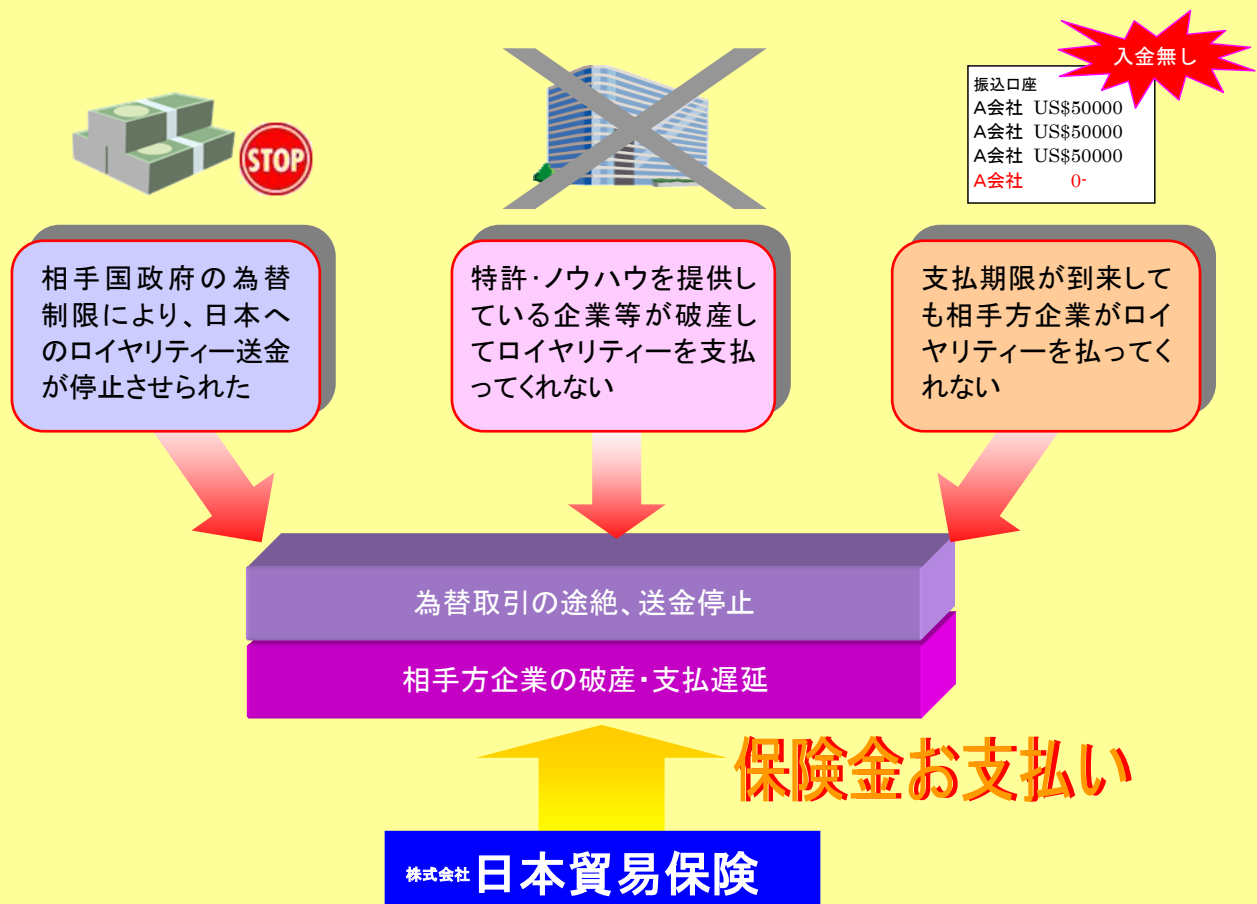 入金無し
STOP
振込口座
A会社 US$50000
A会社 US$50000
A会社 US$50000
A会社 0-
相手国政府の為替
制限により、日本へ
のロイヤリティー送金
が停止させられた
特許・ノウハウを提供し
ている企業等が破産し
てロイヤリティーを支払
ってくれない
支払期限が到来して
も相手方企業がロイ
ヤリティーを払ってく
れない
為替取引の途絶、送金停止
相手方企業の破産・支払遅延
保険金お支払い
株式会社日本貿易保険